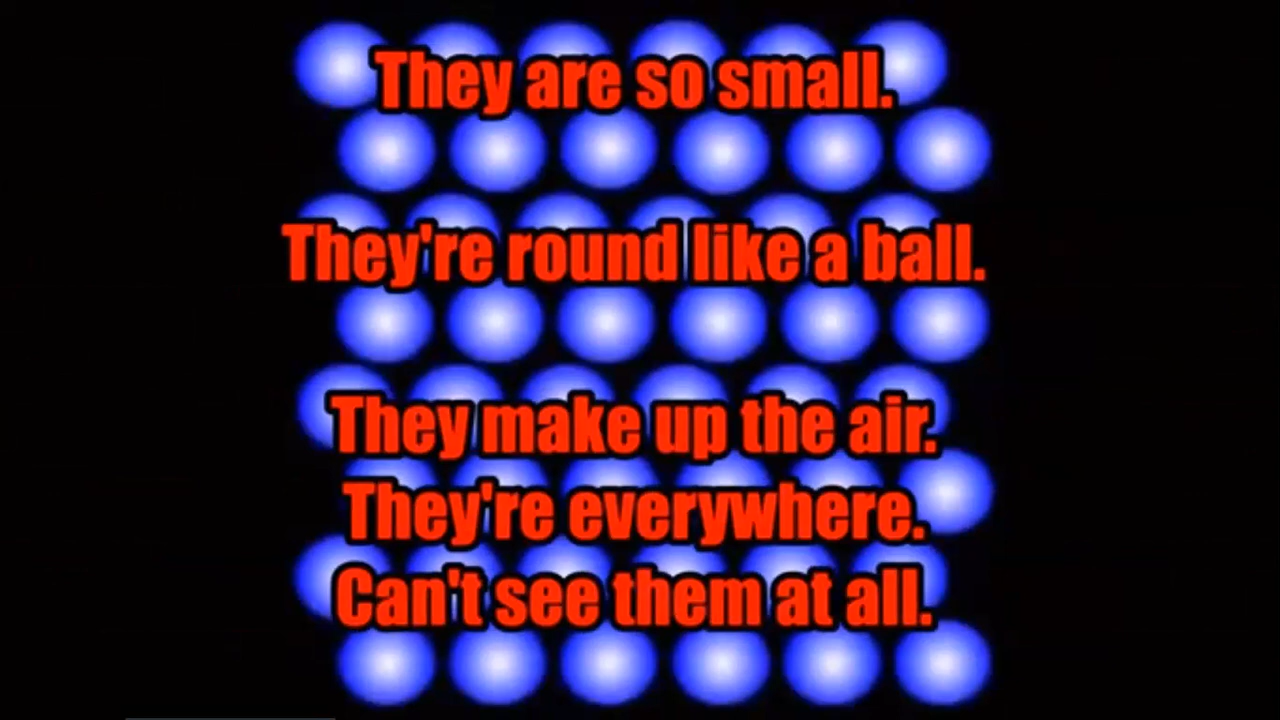 They are so small.
They're round like a ball.
They make up the air.
They're everywhere.
Can't see them at all.